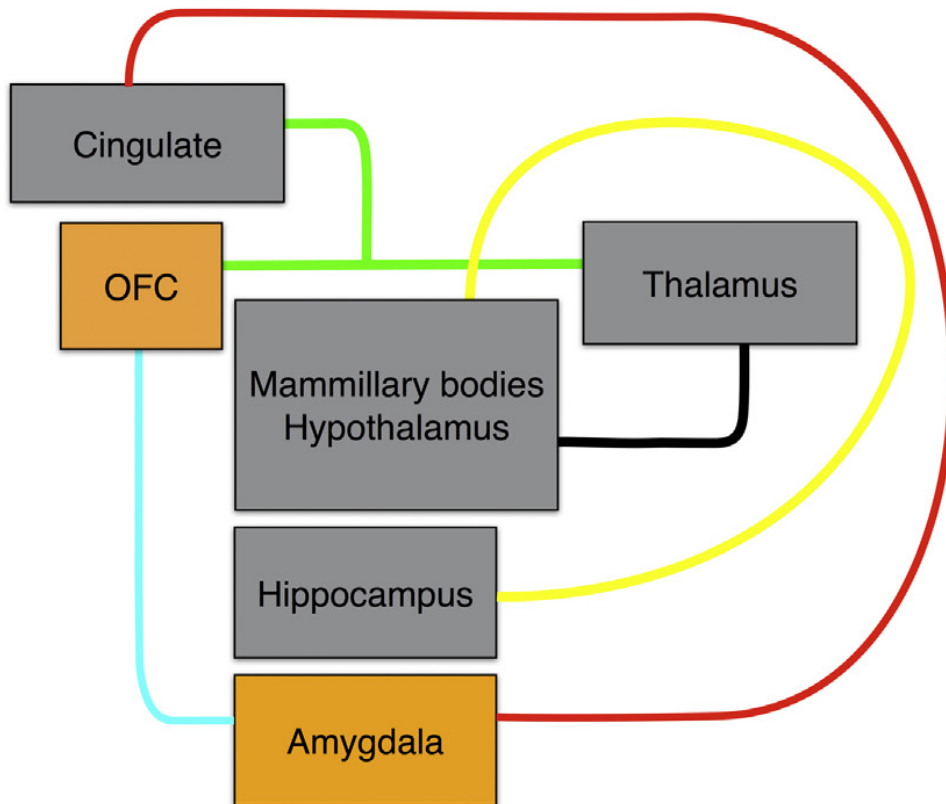 Cingulate
OFC
Thalamus
Mammillary bodies
Hypothalamus
Hippocampus
Amygdala